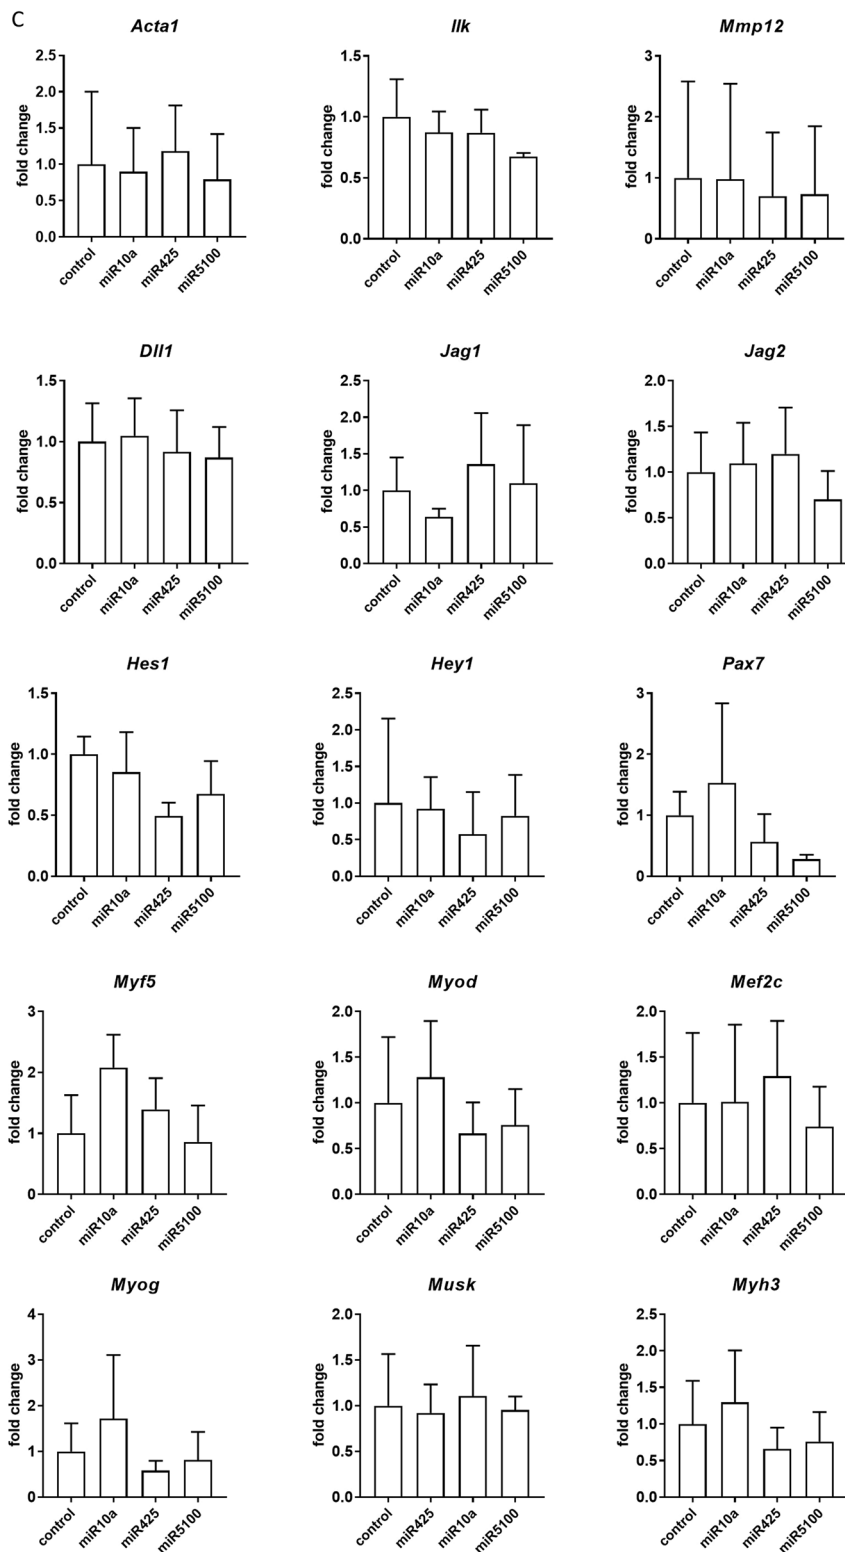 C
Acta1
Ilk
Mmp12
2.5
2.0
1.5
1.0
0.5
0.0
fold change
control
miR10a
miR425
miR5100
1.5
1.0
0.5
0.0
fold change
control
miR10a
miR425
miR5100
3
2
1
0
fold change
control
miR10a
miR425
miR5100
Dll1
Jag1
Jag2
1.5
1.0
0.5
0.0
fold change
control
miR10a
miR425
miR5100
2.5
2.0
1.5
1.0
0.5
0.0
fold change
control
miR10a
miR425
miR5100
2.0
1.5
1.0
0.5
0.0
fold change
control
miR10a
miR425
miR5100
Hes1
Hey1
Pax7
1.5
1.0
0.5
0.0
fold change
control
miR10a
miR425
miR5100
2.5
2.0
1.5
1.0
0.5
0.0
fold change
control
miR10a
miR425
miR5100
3
2
1
0
fold change
control
miR10a
miR425
miR5100
Myf5
Myod
Mef2c
3
2
1
0
fold change
control
miR10a
miR425
miR5100
2.0
1.5
1.0
0.5
0.0
fold change
control
miR10a
miR425
miR5100
2.0
1.5
1.0
0.5
0.0
fold change
control
miR10a
miR425
miR5100
Myog
Musk
Myh3
4
3
2
1
0
fold change
control
miR10a
miR425
miR5100
2.0
1.5
1.0
0.5
0.0
fold change
control
miR425
miR10a
miR5100
2.5
2.0
1.5
1.0
0.5
0.0
fold change
control
miR10a
miR425
miR5100